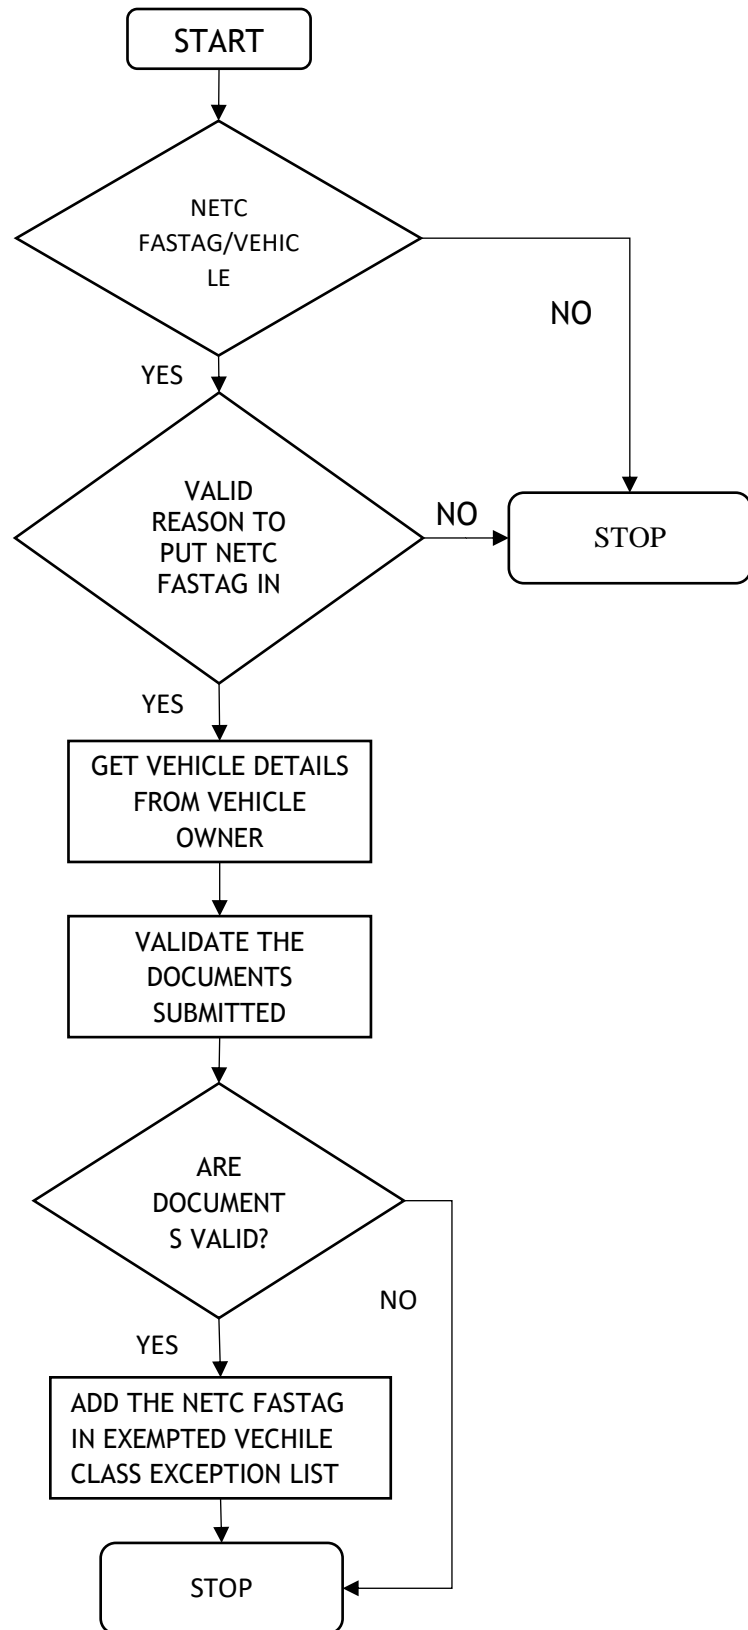 START
NETC
FASTAG/VEHIC
LE
NO
YES
VALID
REASON TO
PUT NETC
FASTAG IN
NO
STOP
YES
GET VEHICLE DETAILS
FROM VEHICLE
OWNER
VALIDATE THE
DOCUMENTS
SUBMITTED
ARE
DOCUMENT
S VALID?
NO
YES
ADD THE NETC FASTAG
IN EXEMPTED VECHILE
CLASS EXCEPTION LIST
STOP